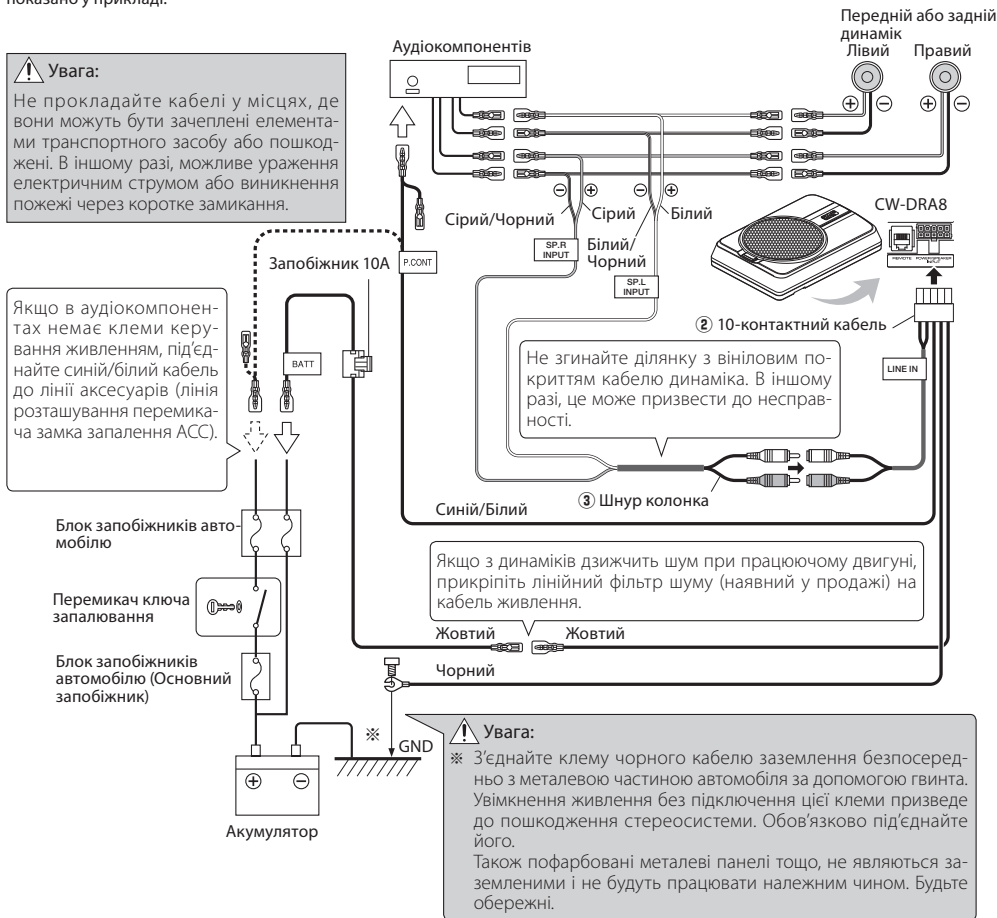 показано у прикладі.
Передній або задній
динамік
Лівий
Правий
Аудіокомпонентів
Увага:
Не прокладайте кабелі у місцях, де
вони можуть бути зачеплені елемента-
ми транспортного засобу або пошкод-
жені. В іншому разі, можливе ураження
електричним струмом або виникнення
пожежі через коротке замикання.
Сірий/Чорний
Сірий
Білий/
Чорний
Білий
SP.R
INPUT
SP.L
INPUT
CW-DRA8
REMOTE
POWER/SPEAKER
INPUT
Запобіжник 10А
P.CONT
② 10-контактний кабель
Якщо в аудіокомпонен-
тах немає клеми керу-
вання живленням, під’єд-
найте синій/білий кабель
до лінії аксесуарів (лінія
розташування перемика-
ча замка запалення ACC).
BATT
LINE IN
Не згинайте ділянку з вініловим по-
криттям кабелю динаміка. В іншому
разі, це може призвести до несправ-
ності.
③ Шнур колонка
Синій/Білий
Блок запобіжників авто-
мобілю
Якщо з динаміків дзижчить шум при працюючому двигуні,
прикріпіть лінійний фільтр шуму (наявний у продажі) на
кабель живлення.
Перемикач ключа
запалювання
Жовтий
Жовтий
Блок запобіжників
автомобілю (Основний
запобіжник)
Чорний
※
GND
Акумулятор
Увага:
※ З’єднайте клему чорного кабелю заземлення безпосеред-
ньо з металевою частиною автомобіля за допомогою гвинта.
Увімкнення живлення без підключення цієї клеми призведе
до пошкодження стереосистеми. Обов’язково під’єднайте
його.
Також пофарбовані металеві панелі тощо, не являються за-
земленими і не будуть працювати належним чином. Будьте
обережні.